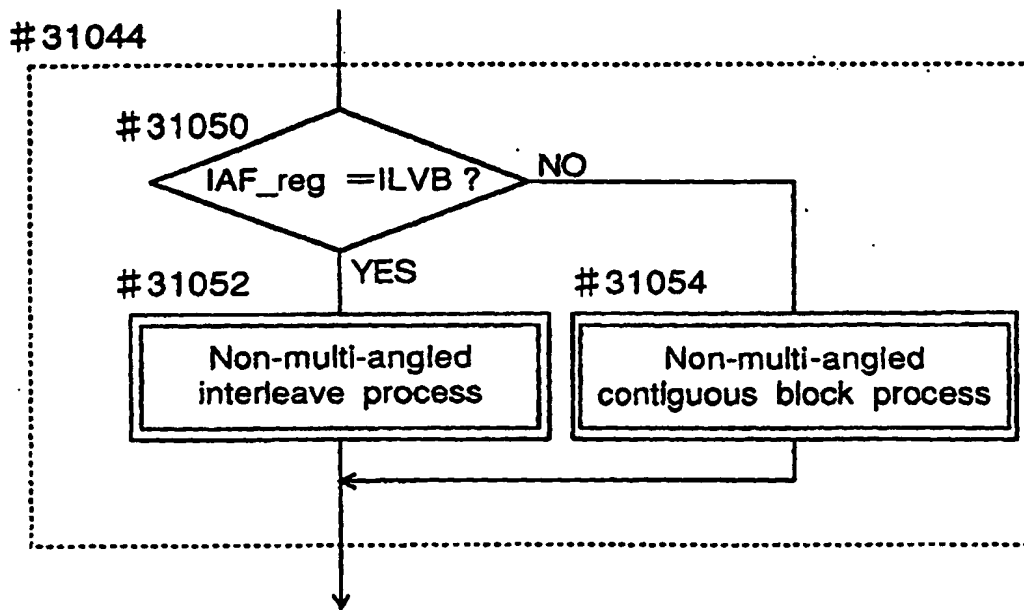 #31044
#31050
IAF_reg =ILVB ?
NO
YES
#31052
#31054
Non-multi-angled
interleave process
Non-multi-angled
contiguous block process